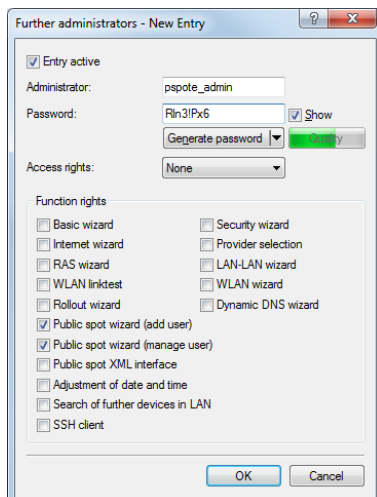 Further administrators - New Entry
Entry active
Administrator: pspote_admin
Password: Rln3!Px6 Show
Generate password
Access rights: None
Function rights
Basic wizard Security wizard
Internet wizard Provider selection
RAS wizard LAN-LAN wizard
WLAN linktest WLAN wizard
Rollout wizard Dynamic DNS wizard
Public spot wizard (add user)
Public spot wizard (manage user)
Public spot XML interface
Adjustment of date and time
Search of further devices in LAN
SSH client
OK Cancel